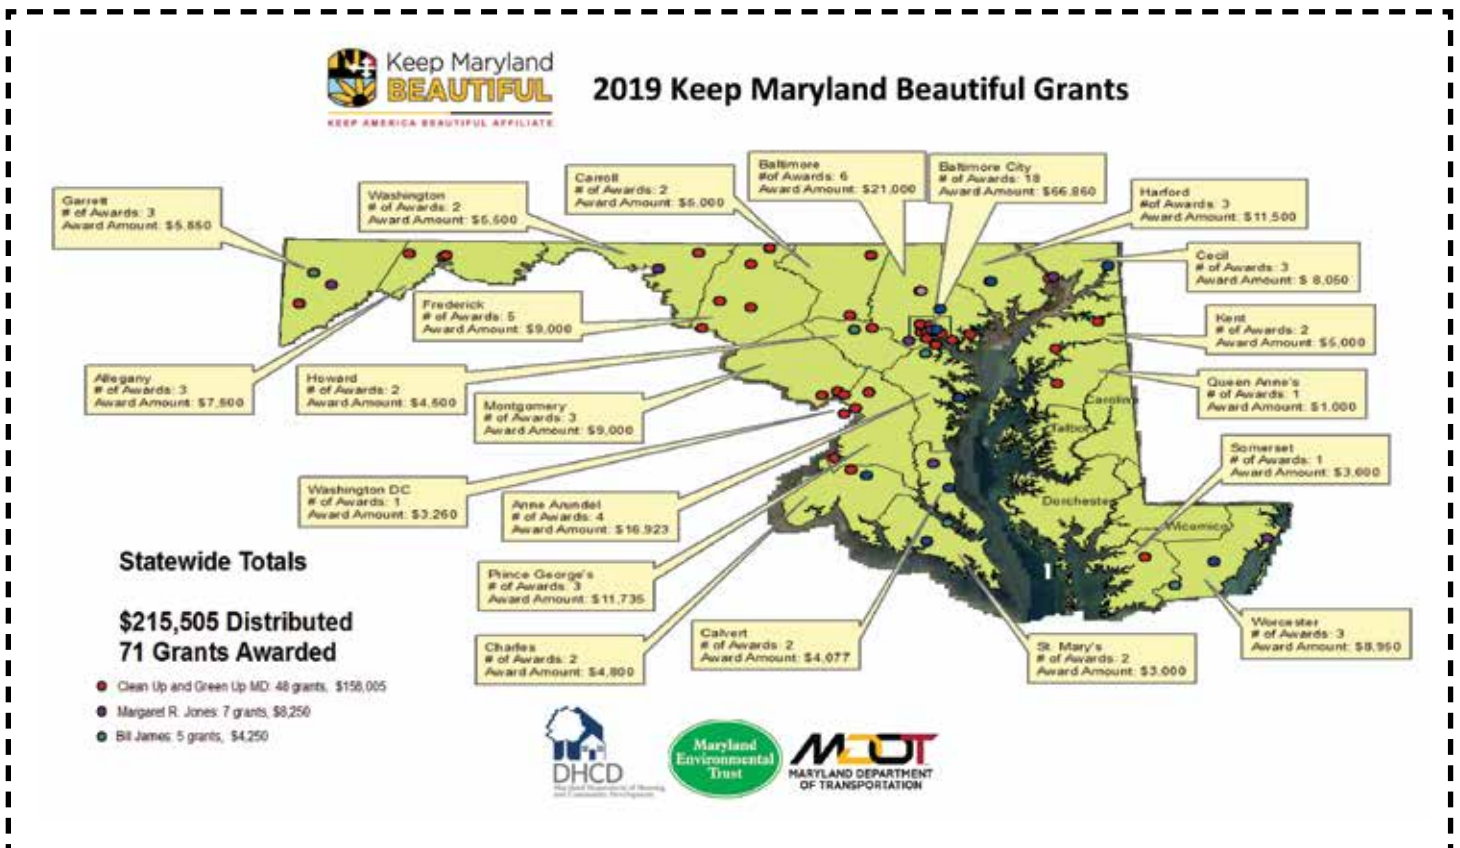 Keep Maryland
BEAUTIFUL
KEEP AMERICA BEAUTIFUL AFFILIATE
2019 Keep Maryland Beautiful Grants
Garrett
# of Awards: 3
Award Amount: $5,850
Washington
# of Awards: 2
Award Amount: $5,500
Carroll
# of Awards: 2
Award Amount: $5,000
Baltimore
#of Awards: 6
Award Amount: $21,000
Baltimore City
# of Awards: 18
Award Amount: $66,860
Harford
#of Awards: 3
Award Amount: $11,500
Cecil
# of Awards: 3
Award Amount: $ 8,050
Frederick
# of Awards: 5
Award Amount: $9,000
Kent
# of Awards: 2
Award Amount: $5,000
Allegany
# of Awards: 3
Award Amount: $7,500
Howard
# of Awards: 2
Award Amount: $4,500
Montgomery
# of Awards: 3
Award Amount: $9,000
Queen Anne's
# of Awards: 1
Award Amount: $1,000
Caroline
Talbot
Somerset
# of Awards: 1
Award Amount: $3,600
Washington DC
# of Awards: 1
Award Amount: $3,260
Anne Arundel
# of Awards: 4
Award Amount: $16,923
Dorchester
Wicomico
Prince George's
# of Awards: 3
Award Amount: $11,735
Charles
# of Awards: 2
Award Amount: $4,800
Calvert
# of Awards: 2
Award Amount: $4,077
St. Mary's
# of Awards: 2
Award Amount: $3,000
Worcester
# of Awards: 3
Award Amount: $8,950
1
Statewide Totals
$215,505 Distributed
71 Grants Awarded
Clean Up and Green Up MD: 48 grants, $158,005
Margaret R. Jones: 7 grants, $8,250
Bill James: 5 grants, $4,250
DHCD
Maryland Department of Housing
and Community Development
Maryland
Environmental
Trust
MDOT
MARYLAND DEPARTMENT
OF TRANSPORTATION